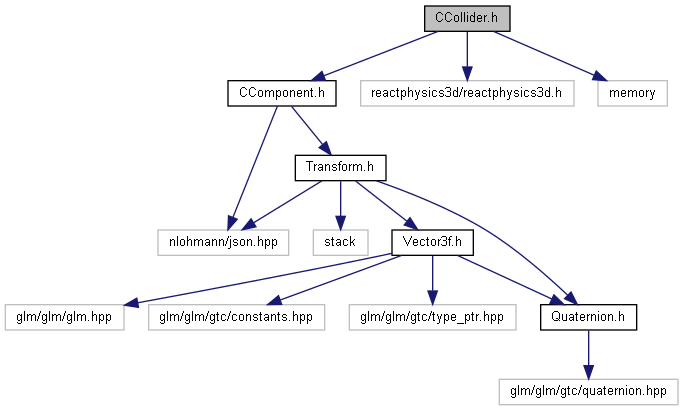 CCollider.h
CComponent.h
reactphysics3d/reactphysics3d.h
memory
Transform.h
nlohmann/json.hpp
stack
Vector3f.h
glm/glm/glm.hpp
glm/glm/gtc/constants.hpp
glm/glm/gtc/type_ptr.hpp
Quaternion.h
glm/glm/gtc/quaternion.hpp